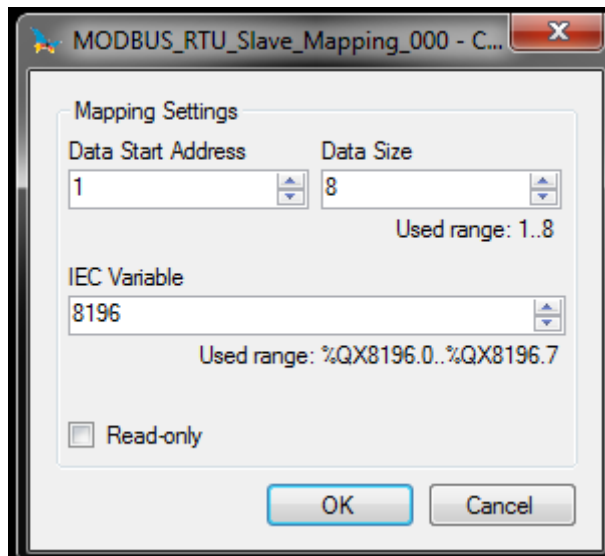 MODBUS_RTU_Slave_Mapping_000 - C...
Mapping Settings
Data Start Address Data Size
1 8
Used range: 1..8
IEC Variable
8196
Used range: %QX8196.0..%QX8196.7
Read-only
OK Cancel